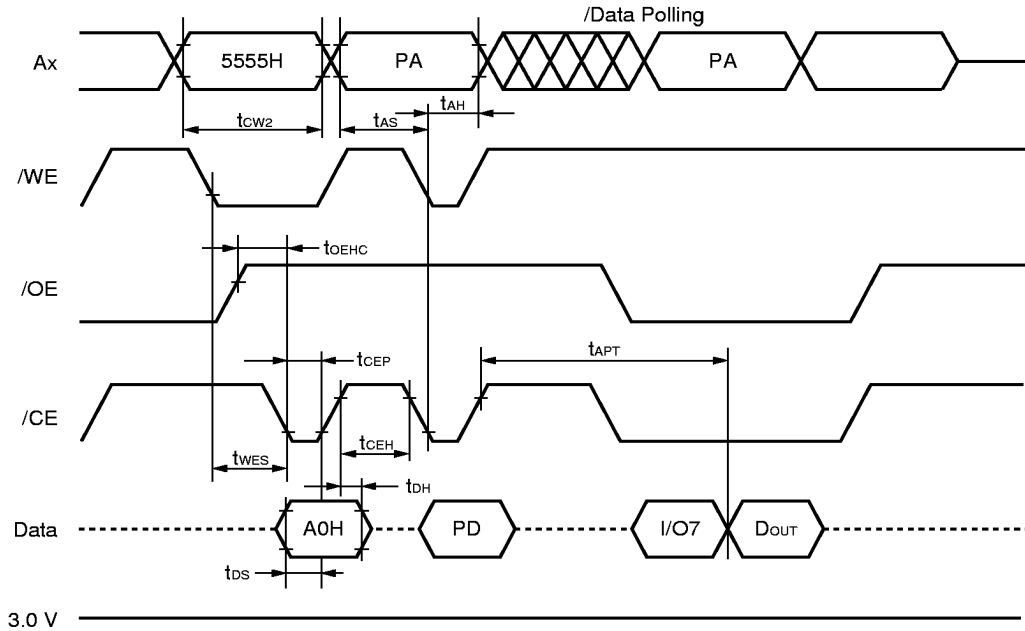 /Data Polling
Ax 5555H PA PA
tCW2 tAS tAH
/WE
tOEHC
/OE
tCEP tAPT
/CE
tWES tCEH
tDH
Data A0H PD I/O7 DOUT
tDS
3.0 V